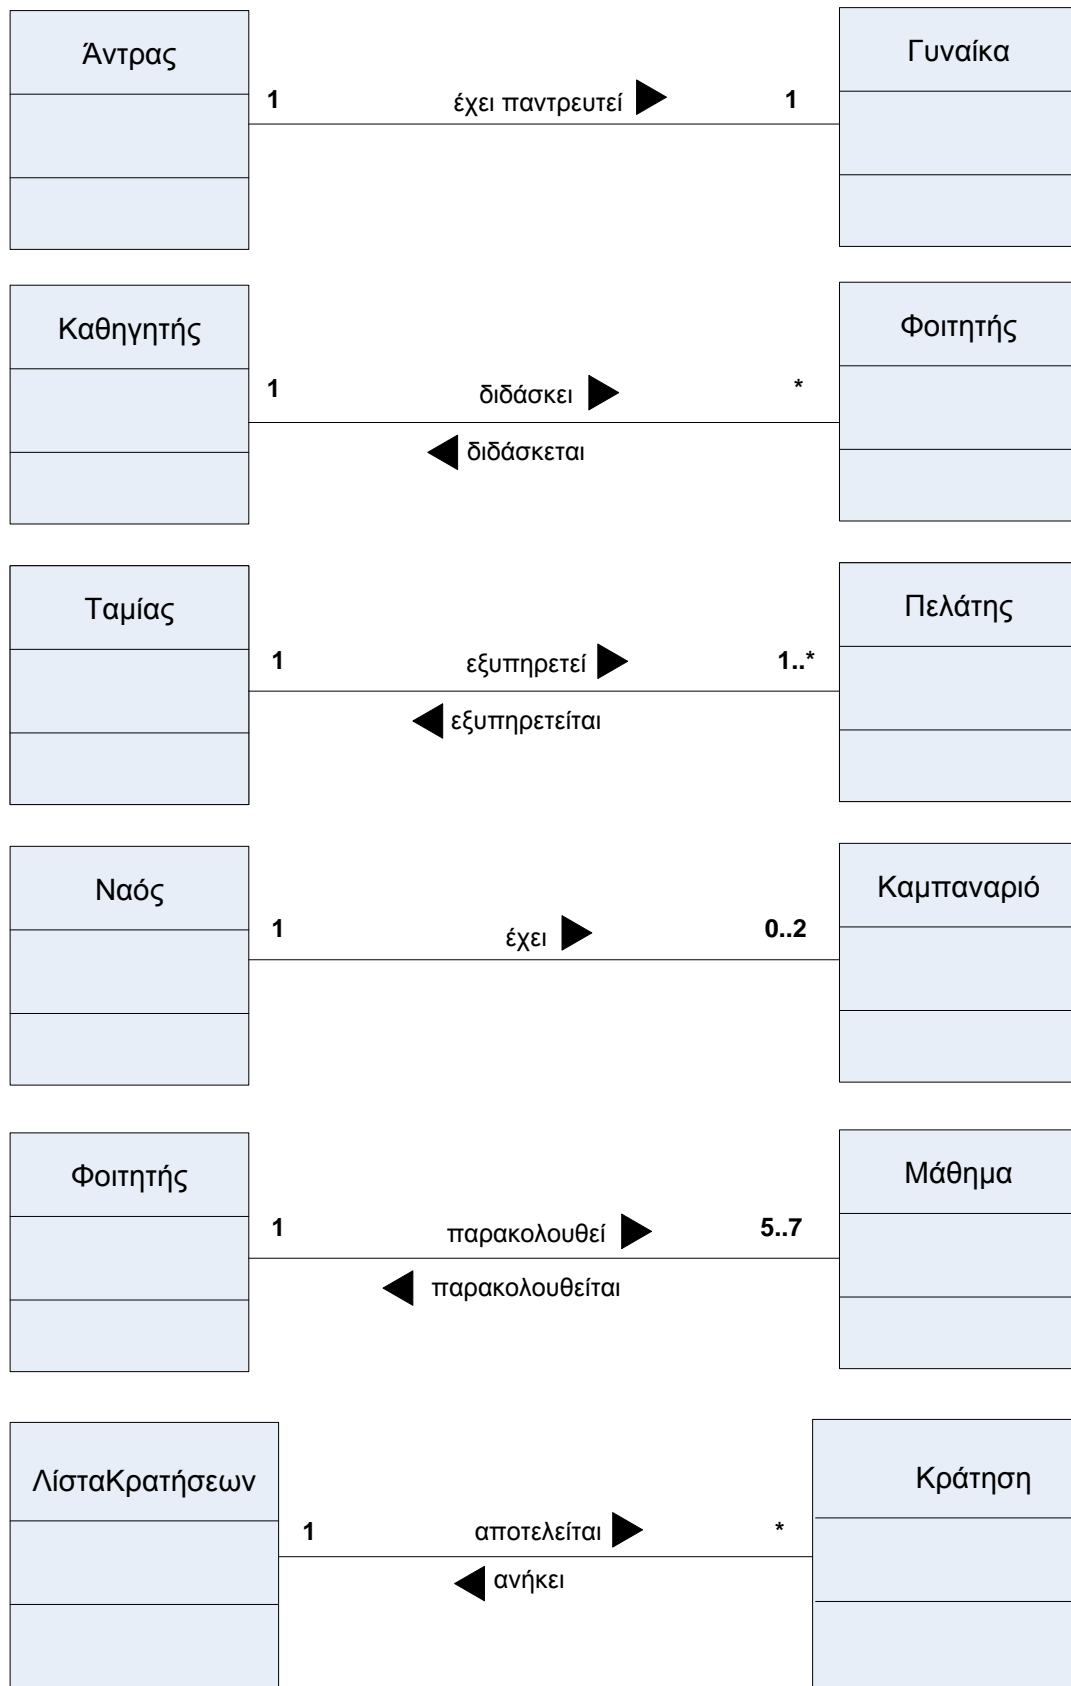 Άντρας
Γυναίκα
1
έχει παντρευτεί
1
Καθηγητής
Φοιτητής
1
διδάσκει
*
διδάσκεται
Ταμίας
Πελάτης
1
εξυπηρετεί
1..*
εξυπηρετείται
Ναός
Καμπαναριό
1
έχει
0..2
Φοιτητής
Μάθημα
1
παρακολουθεί
5..7
παρακολουθείται
ΛίσταΚρατήσεων
Κράτηση
1
αποτελείται
*
ανήκει